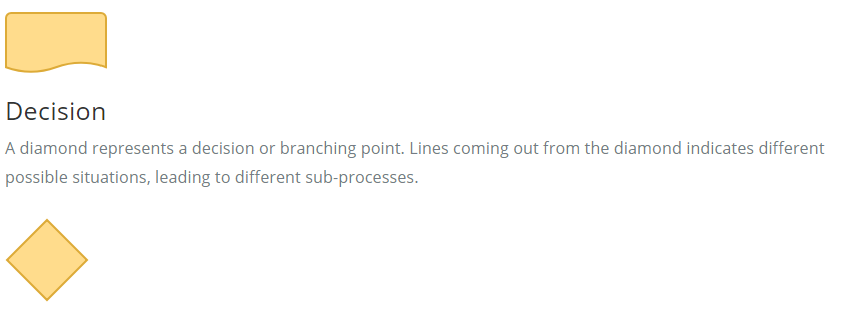 Decision
A diamond represents a decision or branching point. Lines coming out from the diamond indicates different
possible situations, leading to different sub-processes.